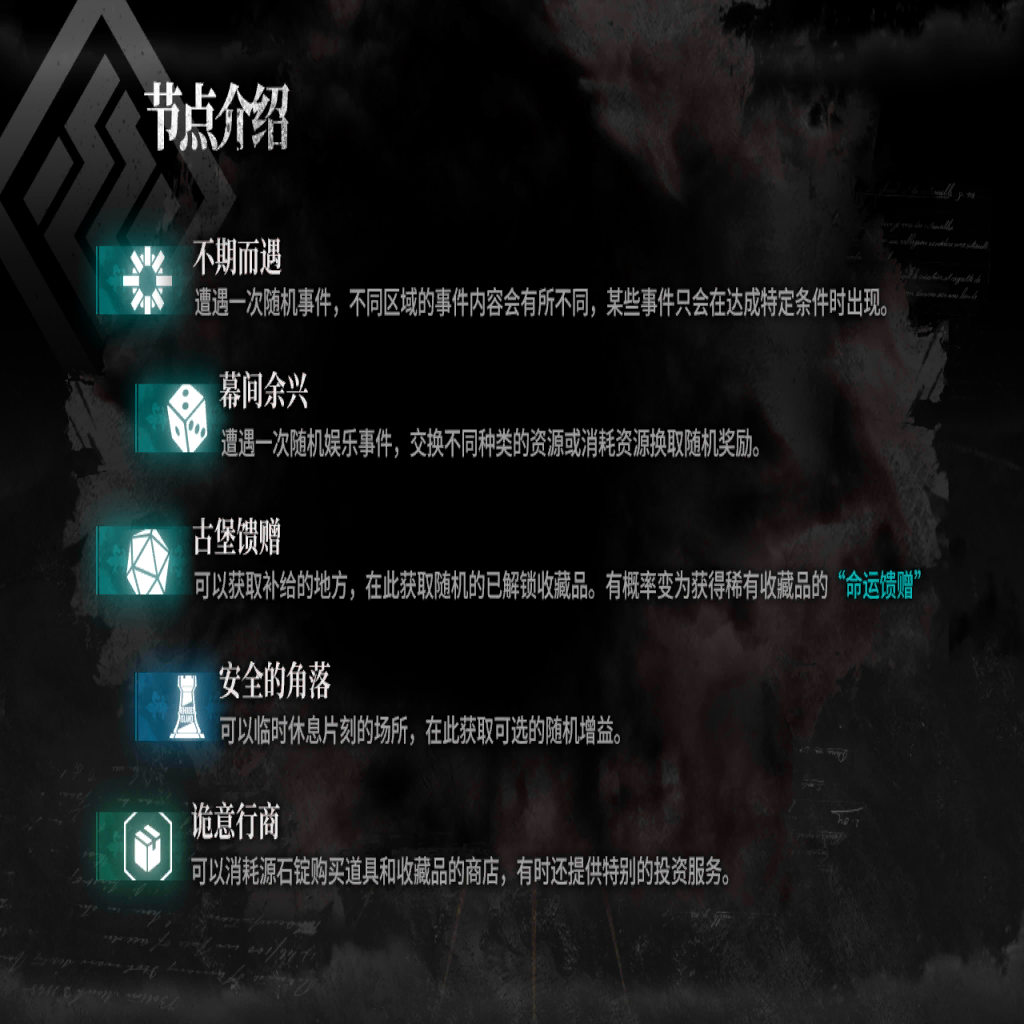 节点介绍
不期而遇
遭遇一次随机事件，不同区域的事件内容会有所不同，某些事件只会在达成特定条件时出现。
幕间余兴
遭遇一次随机娱乐事件，交换不同种类的资源或消耗资源换取随机奖励。
古堡馈赠
可以获取补给的地方，在此获取随机的已解锁收藏品。有概率变为获得稀有收藏品的“命运馈赠”
安全的角落
可以临时休息片刻的场所，在此获取可选的随机增益。
诡意行商
可以消耗源石锭购买道具和收藏品的商店，有时还提供特别的投资服务。